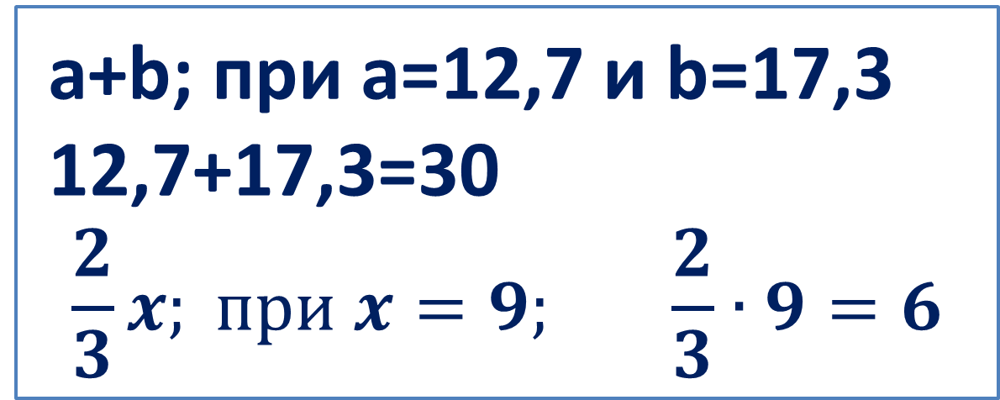 a+b; при a=12,7 и b=17,3
12,7+17,3=30
2/3 x; при x = 9; 2/3 · 9 = 6